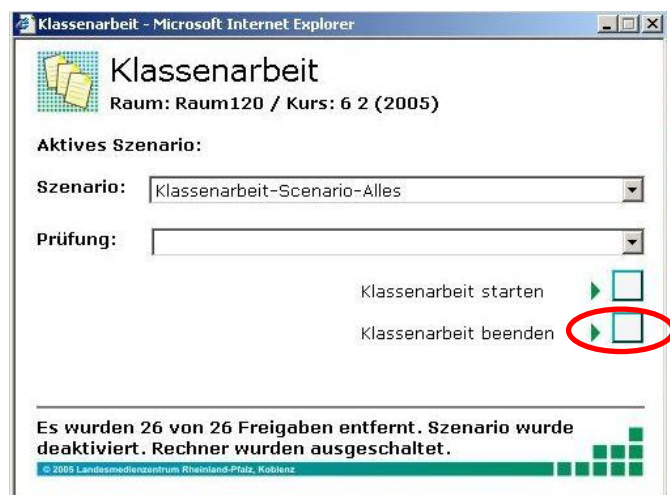 Klassenarbeit - Microsoft Internet Explorer
Klassenarbeit
Raum: Raum120 / Kurs: 6 2 (2005)
Aktives Szenario:
Szenario: Klassenarbeit-Scenario-Alles
Prüfung:
Klassenarbeit starten
Klassenarbeit beenden
Es wurden 26 von 26 Freigaben entfernt. Szenario wurde
deaktiviert. Rechner wurden ausgeschaltet.
© 2005 Landesmedienzentrum Rheinland-Pfalz, Koblenz